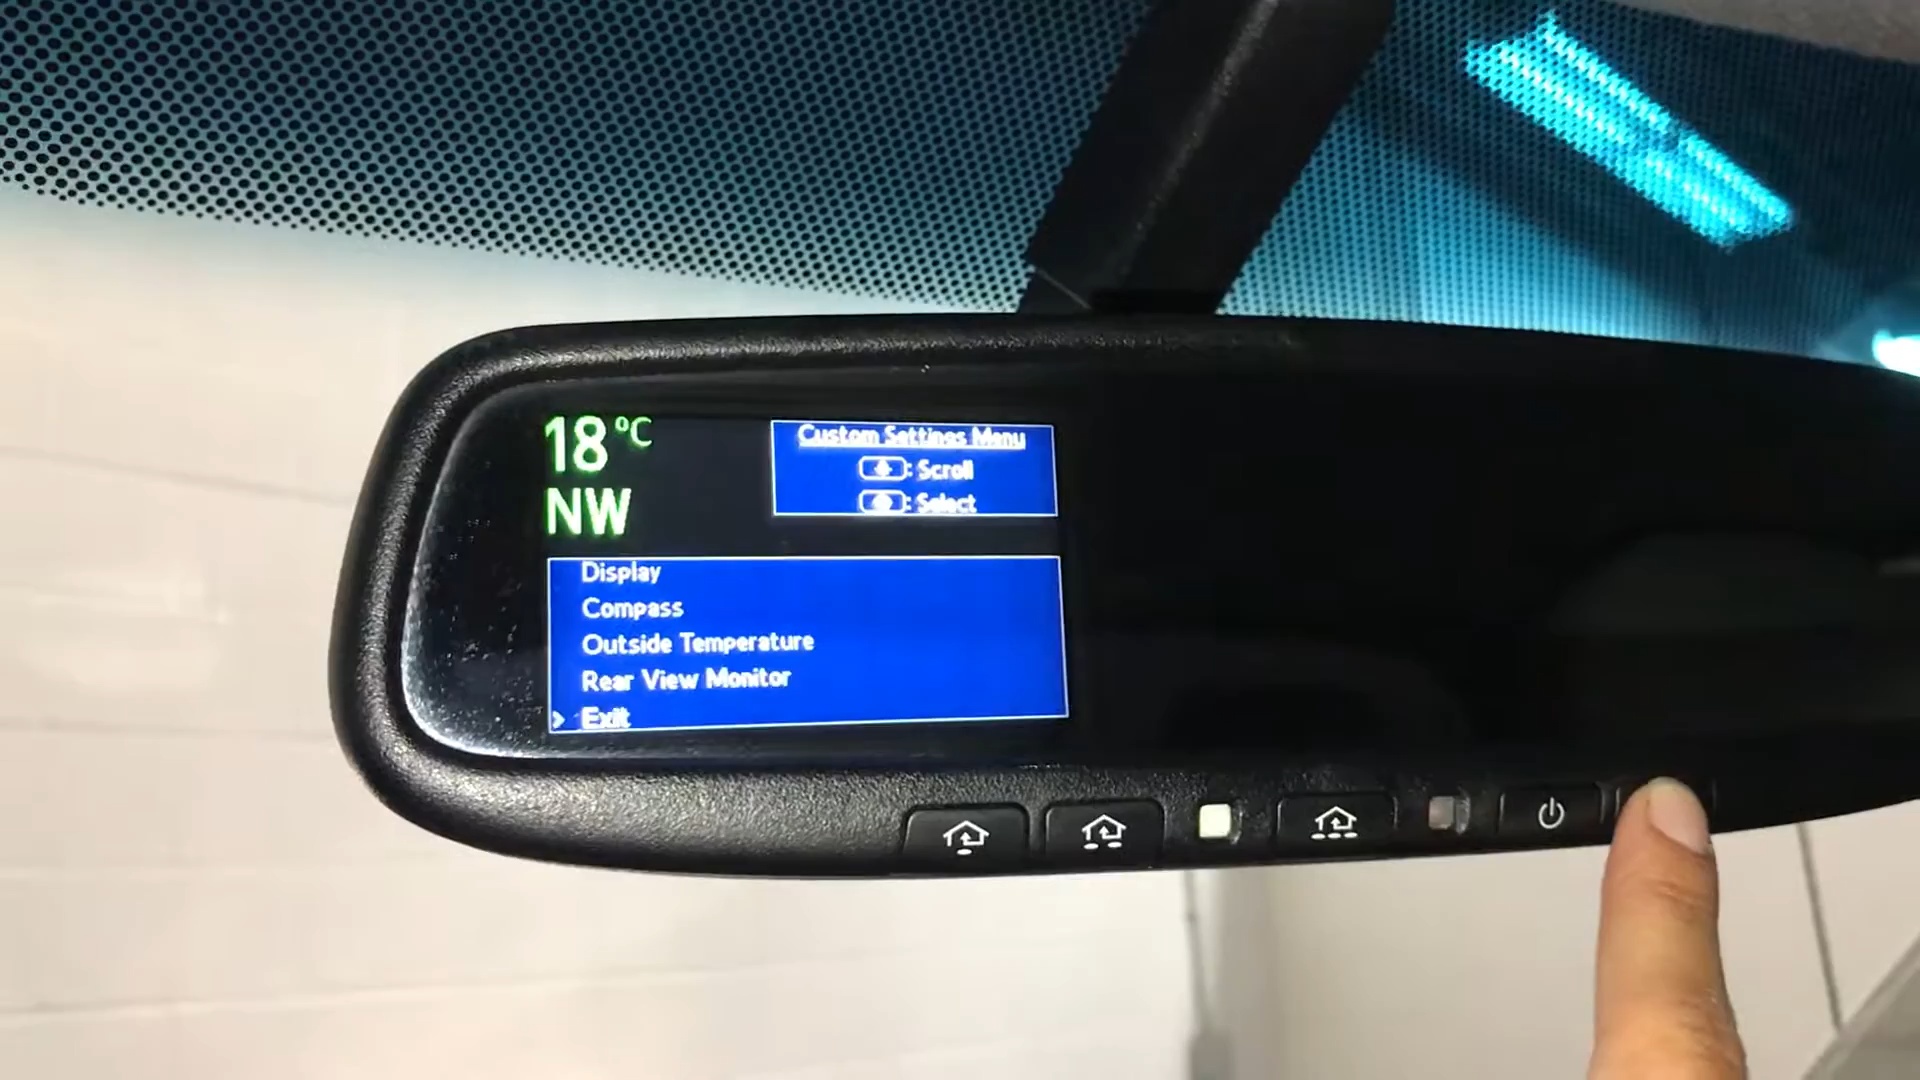 18°C
NW
Custom Settings Menu
: Scroll
: Select
Display
Compass
Outside Temperature
Rear View Monitor
> Exit